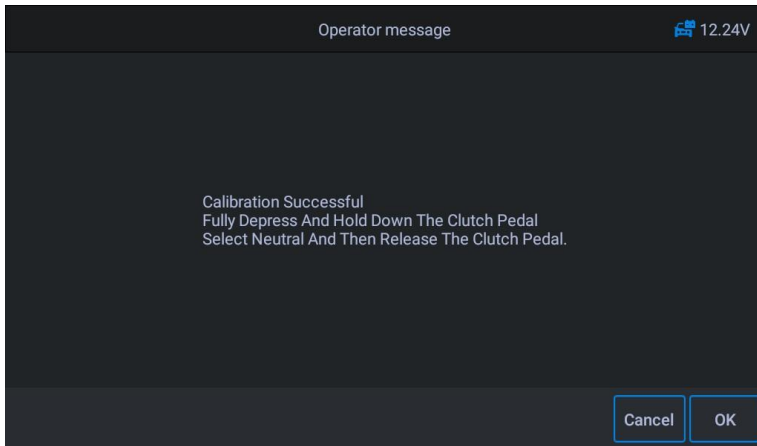 Operator message
12.24V
Calibration Successful
Fully Depress And Hold Down The Clutch Pedal
Select Neutral And Then Release The Clutch Pedal.
Cancel
OK